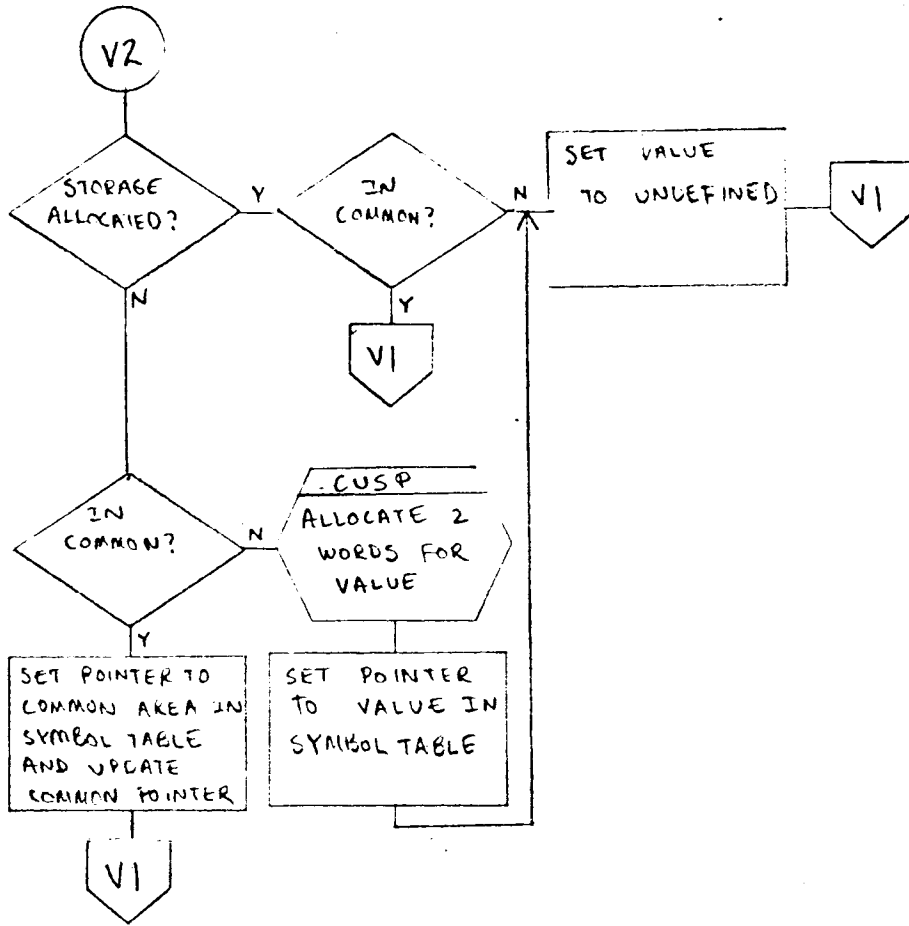 V2
STORAGE
ALLOCATED?
Y
N
IN
COMMON?
N
Y
V1
SET VALUE
TO UNDEFINED
V1
IN
COMMON?
N
Y
.CUSP
ALLOCATE 2
WORDS FOR
VALUE
SET POINTER TO
COMMON AREA IN
SYMBOL TABLE
AND UPDATE
COMMON POINTER
SET POINTER
TO VALUE IN
SYMBOL TABLE
V1